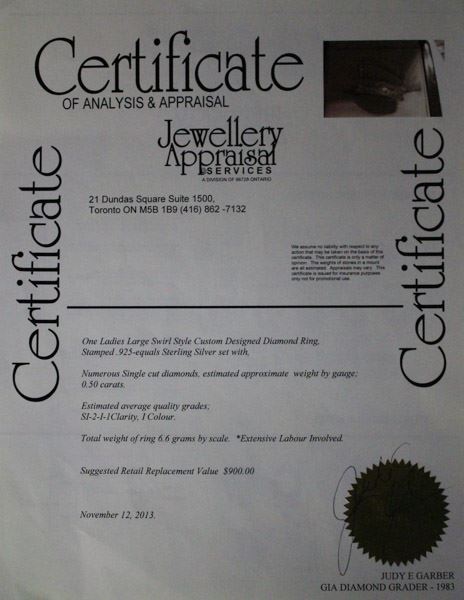 Certificate
OF ANALYSIS & APPRAISAL
Jewellery
Appraisal
SERVICES
A DIVISION OF 86728 ONTARIO
21 Dundas Square Suite 1500,
Toronto ON M5B 1B9 (416) 862 -7132
Certificate
Certificate
We assume no liability with respect to any
action that may be taken on the basis of this
certificate. This certificate is only a matter of
opinion. The weights of stones in a mount
are all estimated. Appraisals may vary. This
certificate is issued for insurance purposes
only not for promotional use.
One Ladies Large Swirl Style Custom Designed Diamond Ring,
Stamped .925-equals Sterling Silver set with,
Numerous Single cut diamonds, estimated approximate weight by gauge;
0.50 carats.
Estimated average quality grades;
SI-2-I-1Clarity, I Colour.
Total weight of ring 6.6 grams by scale. *Extensive Labour Involved.
Suggested Retail Replacement Value $900.00
November 12, 2013.
JUDY E GARBER
GIA DIAMOND GRADER - 1983